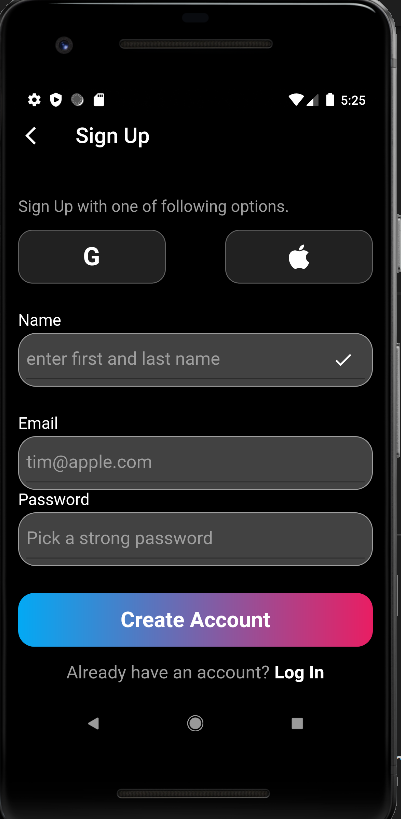 5:25
Sign Up
Sign Up with one of following options.
G
Name
enter first and last name
Email
tim@apple.com
Password
Pick a strong password
Create Account
Already have an account? Log In